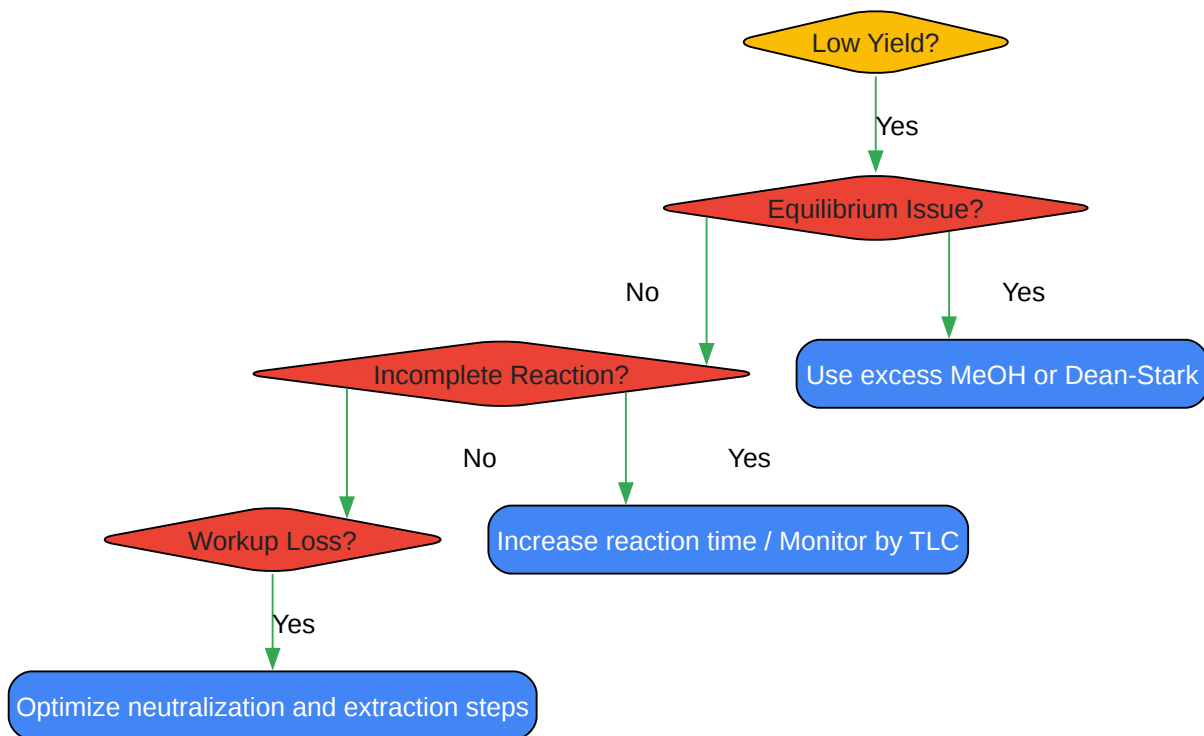 Low Yield?
Yes
Equilibrium Issue?
No
Yes
Incomplete Reaction?
Use excess MeOH or Dean-Stark
No
Yes
Workup Loss?
Increase reaction time / Monitor by TLC
Yes
Optimize neutralization and extraction steps